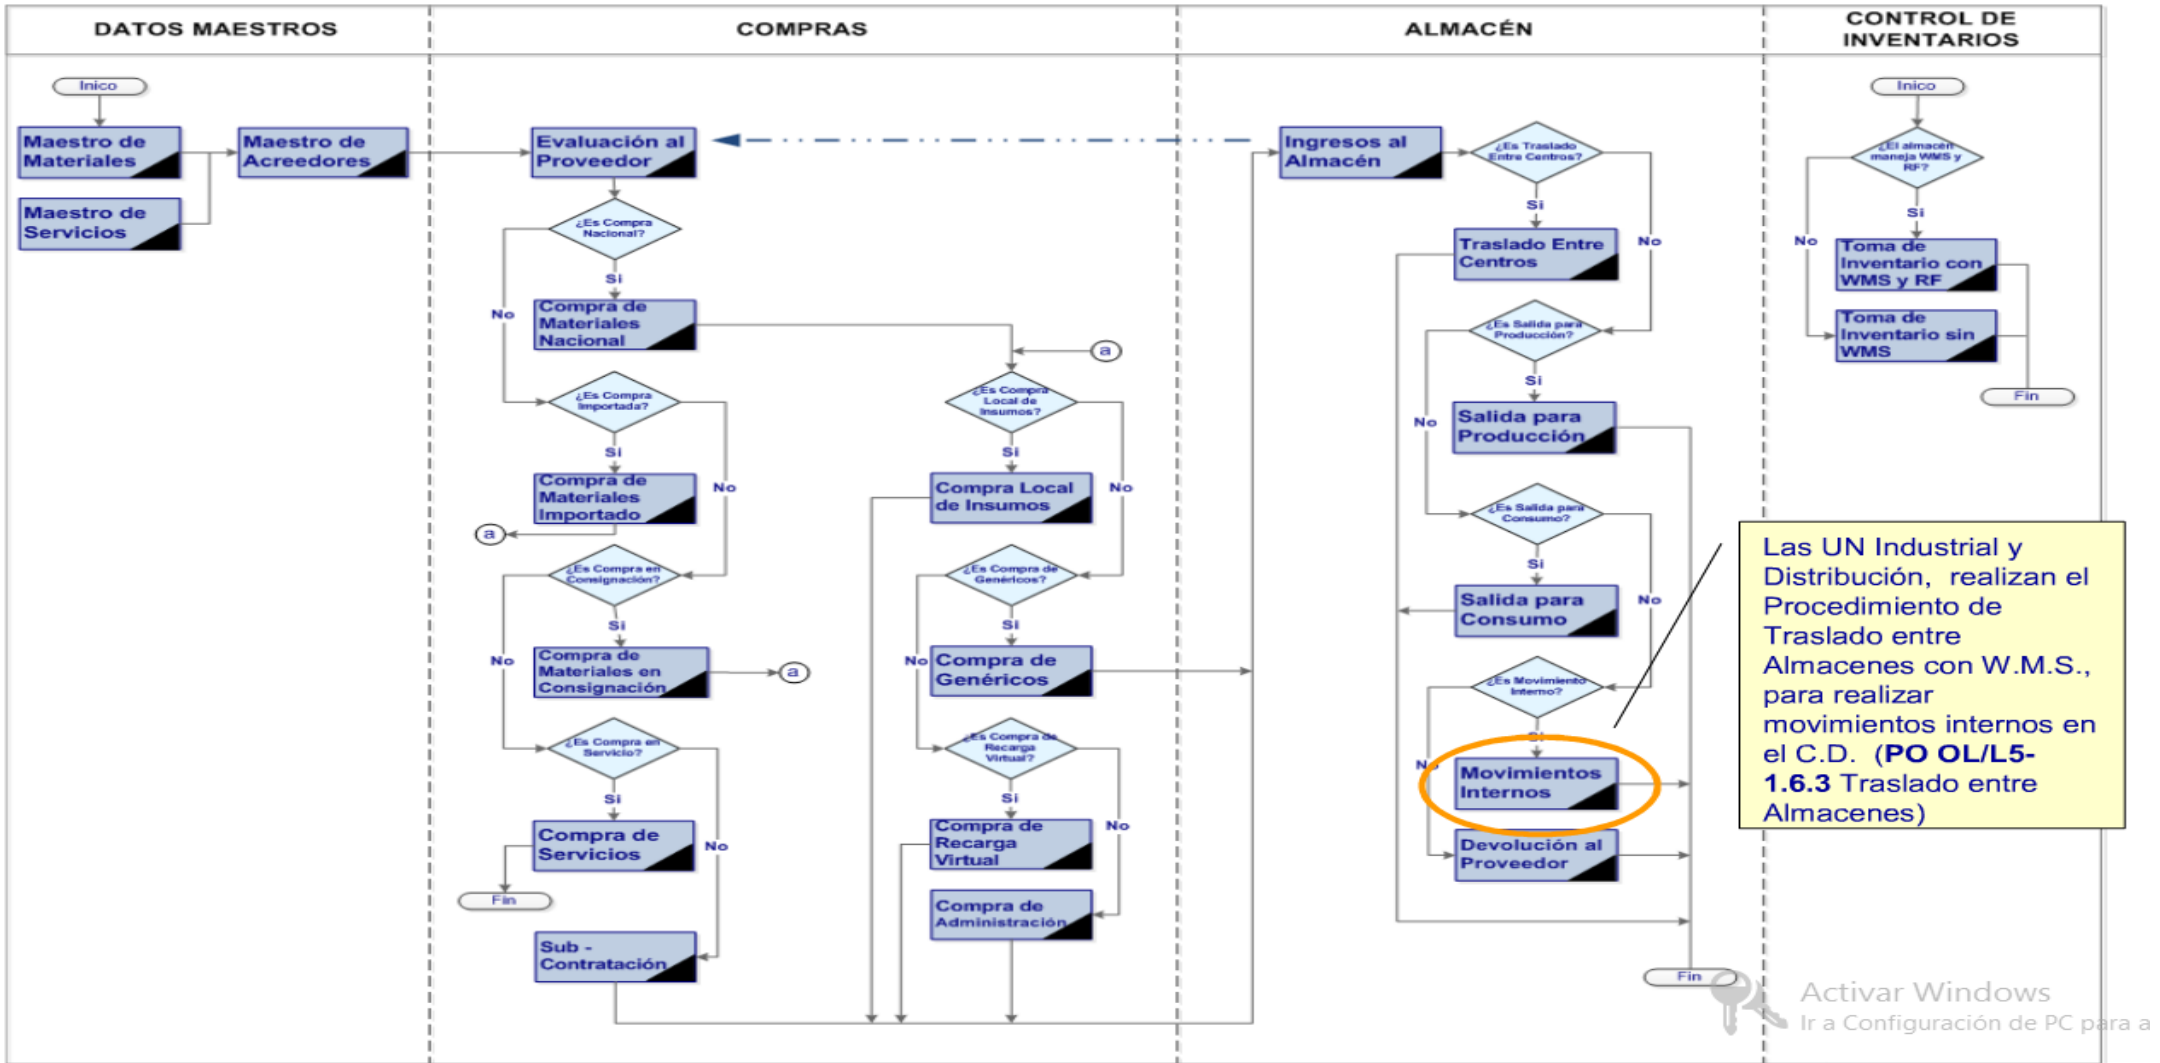 DATOS MAESTROS
COMPRAS
ALMACÉN
CONTROL DE
INVENTARIOS
Inico
Maestro de
Materiales
Maestro de
Servicios
Maestro de
Acreedores
Evaluación al
Proveedor
¿Es Compra
Nacional?
Si
No
Compra de
Materiales
Nacional
¿Es Compra
Importada?
Si
No
Compra de
Materiales
Importado
a
¿Es Compra en
Consignación?
Si
No
Compra de
Materiales en
Consignación
a
¿Es Compra en
Servicio?
Si
No
Compra de
Servicios
Fin
Sub -
Contratación
a
¿Es Compra
Local de
Insumos?
Si
No
Compra Local
de Insumos
¿Es Compra de
Genéricos?
Si
No
Compra de
Genéricos
¿Es Compra de
Recarga
Virtual?
Si
No
Compra de
Recarga
Virtual
Compra de
Administración
Ingresos al
Almacén
¿Es Traslado
Entre Centros?
Si
No
Traslado Entre
Centros
¿Es Salida para
Producción?
Si
No
Salida para
Producción
¿Es Salida para
Consumo?
Si
No
Salida para
Consumo
¿Es Movimiento
Interno?
Si
No
Movimientos
Internos
Devolución al
Proveedor
Fin
Inico
¿El almacén
maneja WMS y
RF?
Si
No
Toma de
Inventario con
WMS y RF
Toma de
Inventario sin
WMS
Fin
Las UN Industrial y
Distribución, realizan el
Procedimiento de
Traslado entre
Almacenes con W.M.S.,
para realizar
movimientos internos en
el C.D. (PO OL/L5-
1.6.3 Traslado entre
Almacenes)
Activar Windows
Ir a Configuración de PC para a